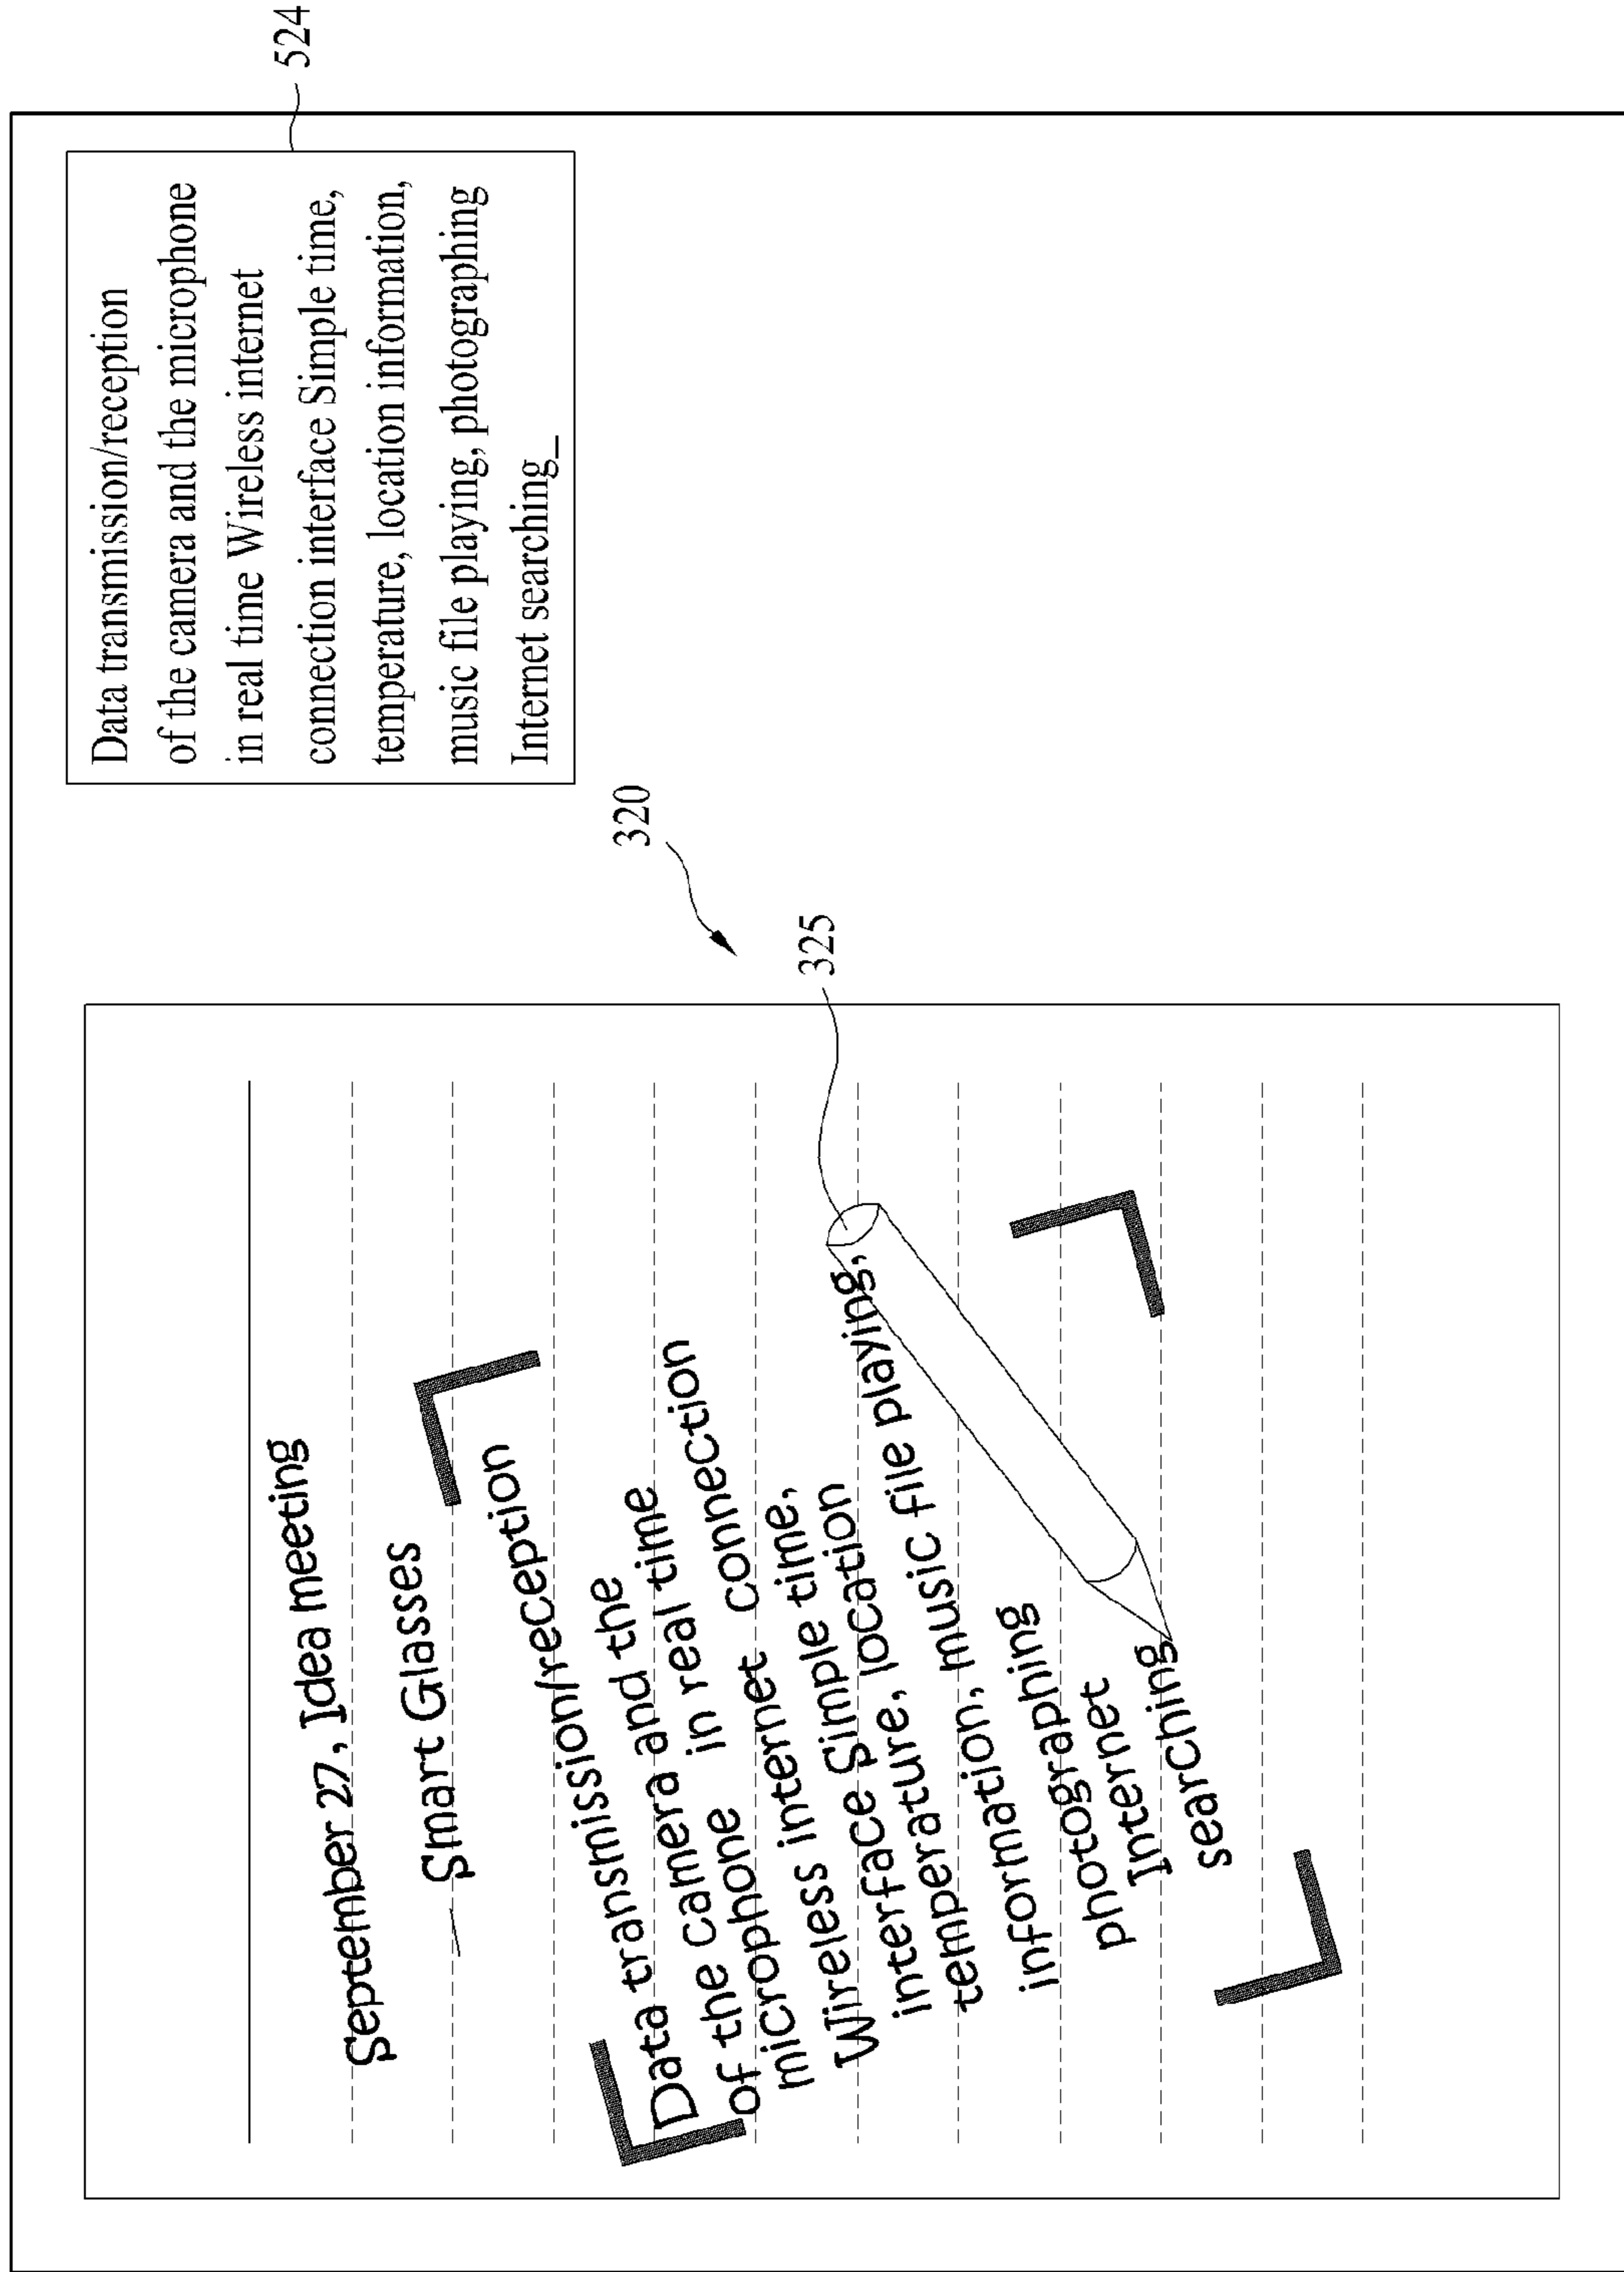 524
Data transmission/reception
of the camera and the microphone
in real time Wireless internet
connection interface Simple time,
temperature, location information,
music file playing, photographing
Internet searching_
320
325
September 27, Idea meeting
– Smart Glasses
Data transmission/reception
of the camera and the
microphone in real time
Wireless internet connection
interface Simple time,
temperature, location
information, music file playing,
photographing
Internet
searching